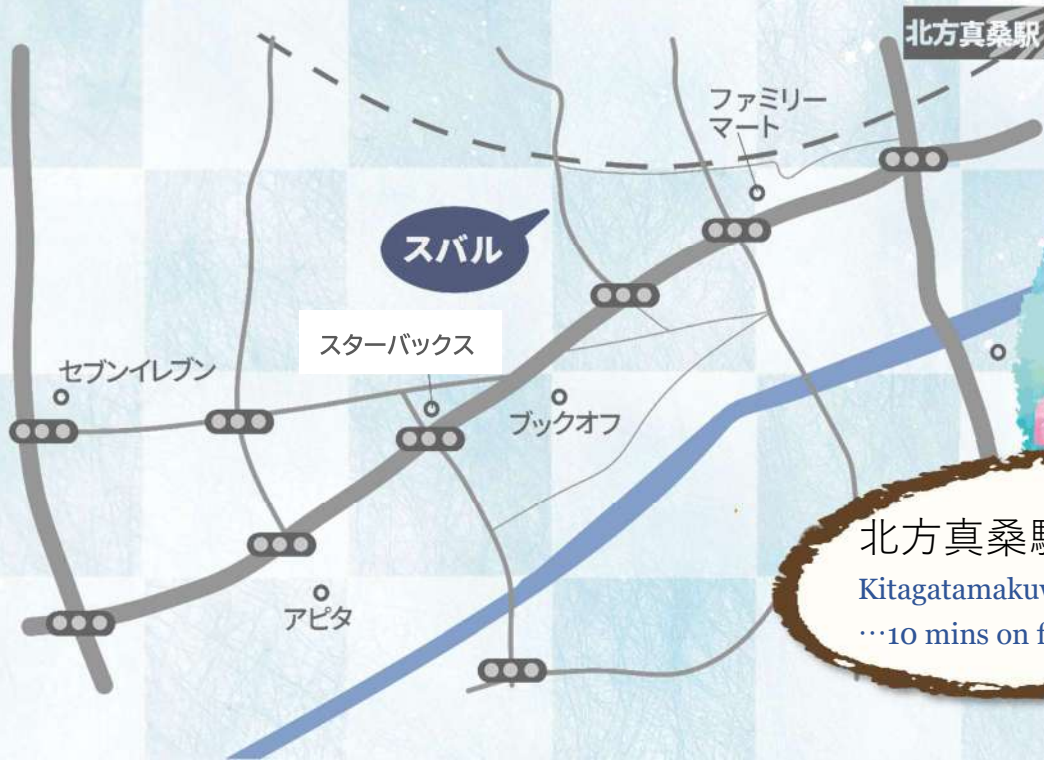 北方真桑駅
ファミリー
マート
スバル
スターバックス
セブンイレブン
ブックオフ
アピタ
北方真桑
…10 mins on